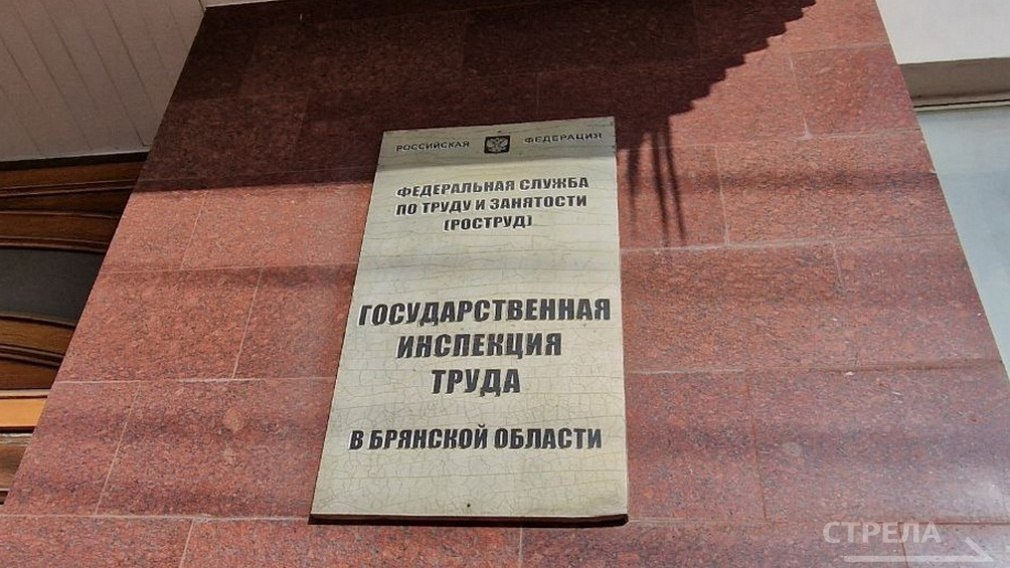 РОССИЙСКАЯ ФЕДЕРАЦИЯ
ФЕДЕРАЛЬНАЯ СЛУЖБА
ПО ТРУДУ И ЗАНЯТОСТИ
(РОСТРУД)
ГОСУДАРСТВЕННАЯ
ИНСПЕКЦИЯ
ТРУДА
В БРЯНСКОЙ ОБЛАСТИ
СТРЕЛА